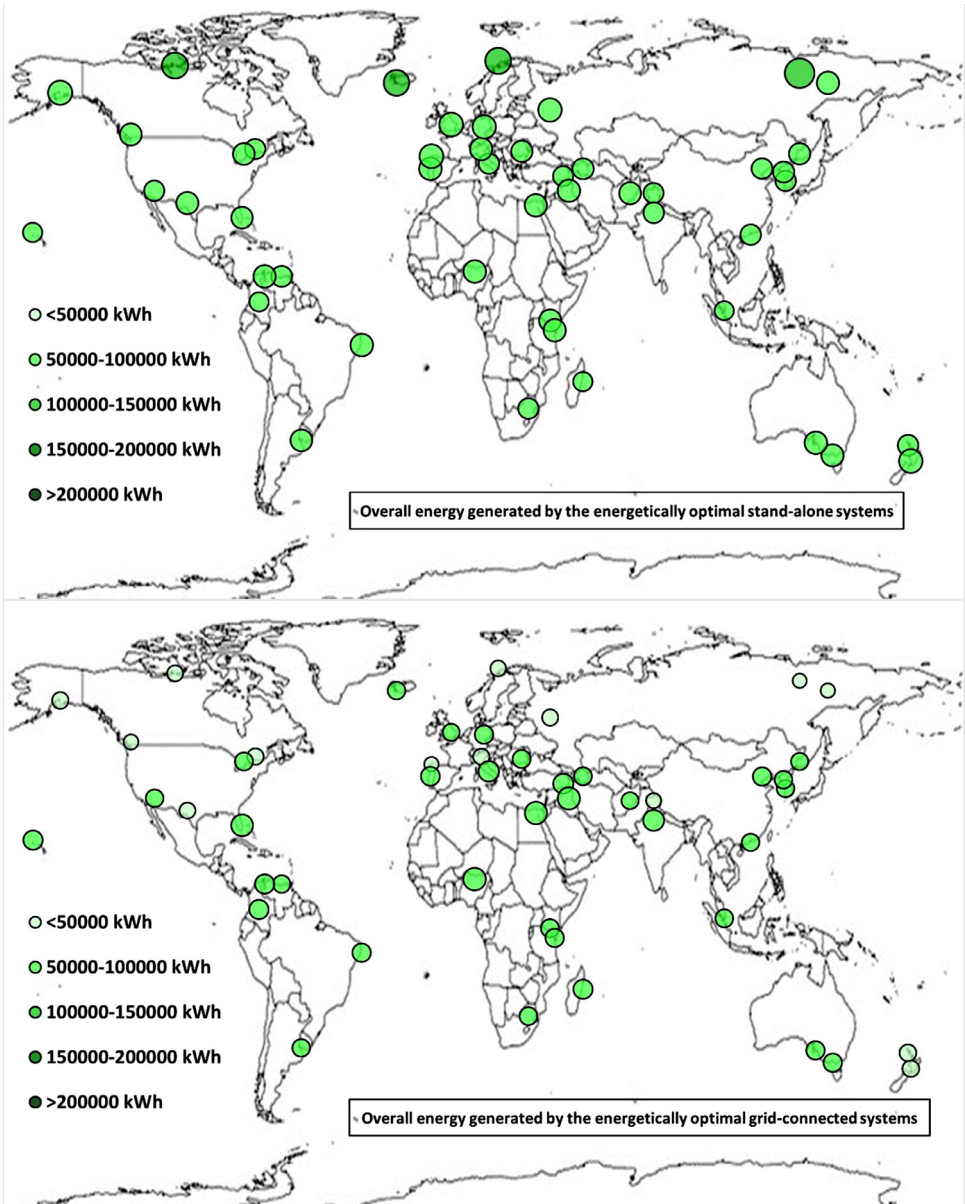 <50000 kWh
50000-100000 kWh
100000-150000 kWh
150000-200000 kWh
>200000 kWh
Overall energy generated by the energetically optimal stand-alone systems
<50000 kWh
50000-100000 kWh
100000-150000 kWh
150000-200000 kWh
>200000 kWh
Overall energy generated by the energetically optimal grid-connected systems